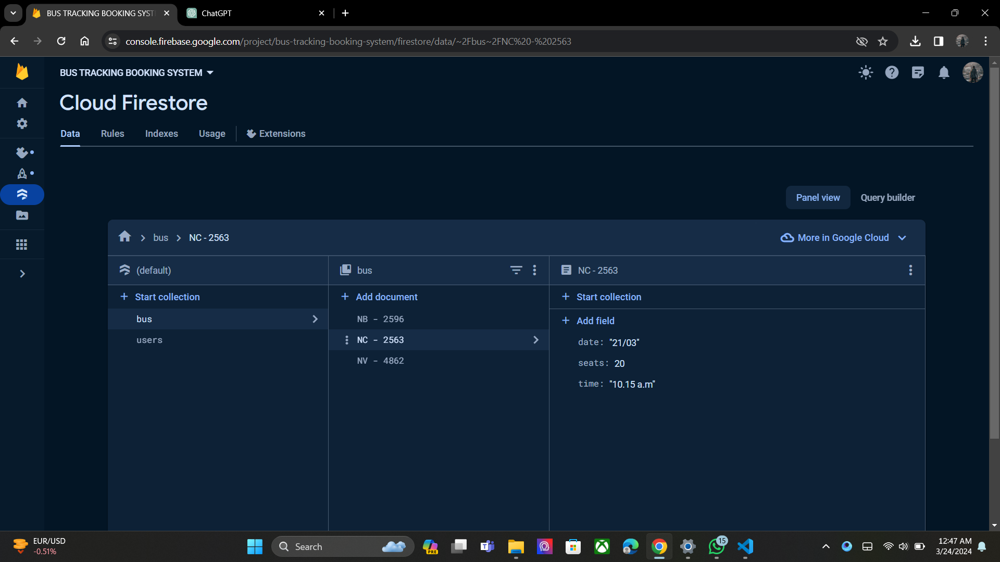 BUS TRACKING BOOKING SYST
ChatGPT
console.firebase.google.com/project/bus-tracking-booking-system/firestore/data/~2Fbus~2FNC%20-%202563
BUS TRACKING BOOKING SYSTEM
Cloud Firestore
Data Rules Indexes Usage Extensions
Panel view Query builder
bus NC - 2563 More in Google Cloud
(default) bus NC - 2563
Start collection Add document Start collection
bus NB - 2596 Add field
users NC - 2563 date: "21/03"
NV - 4862 seats: 20
time: "10.15 a.m"
EUR/USD
-0.51%
Search
PRE
15
12:47 AM
3/24/2024